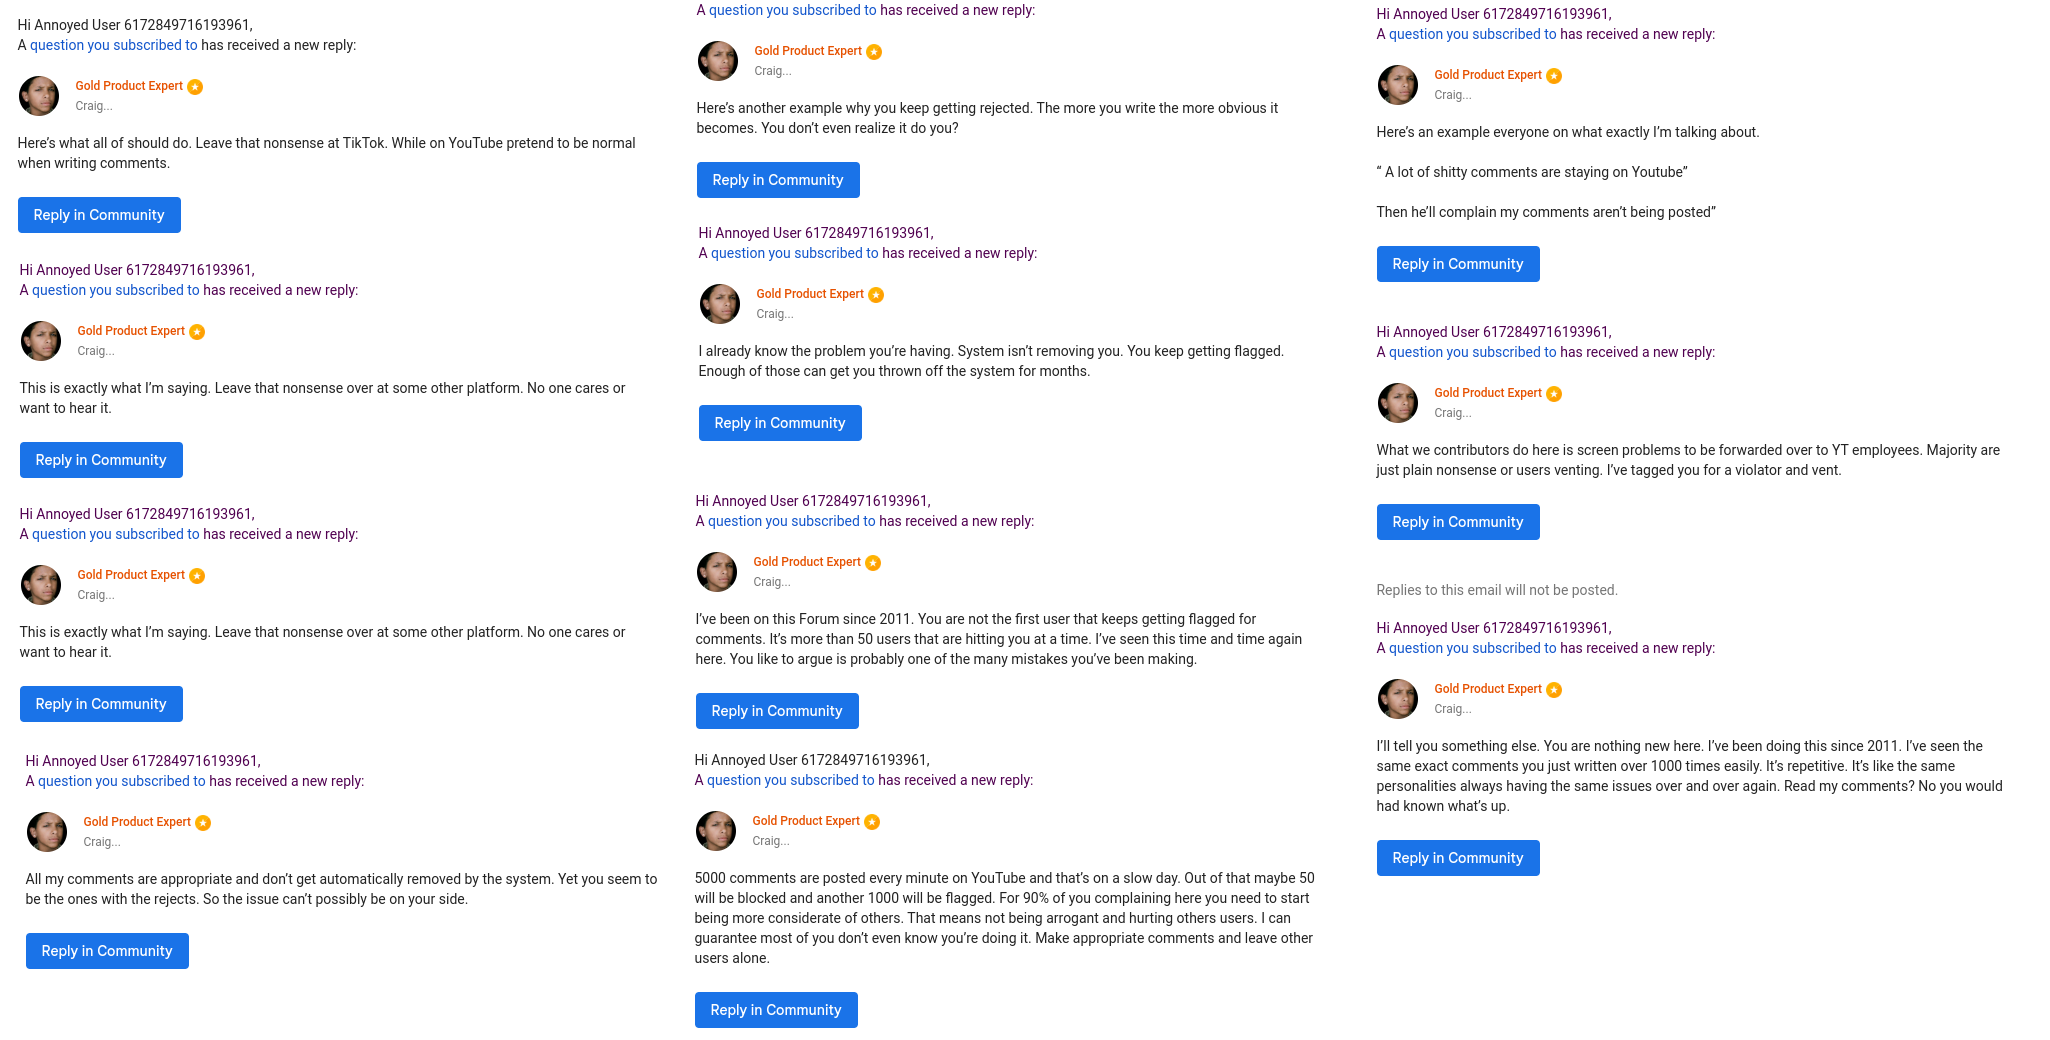 Hi Annoyed User 6172849716193961,
A question you subscribed to has received a new reply:
Gold Product Expert
Craig...
Here’s what all of should do. Leave that nonsense at TikTok. While on YouTube pretend to be normal
when writing comments.
Reply in Community
Hi Annoyed User 6172849716193961,
A question you subscribed to has received a new reply:
Gold Product Expert
Craig...
This is exactly what I’m saying. Leave that nonsense over at some other platform. No one cares or
want to hear it.
Reply in Community
Hi Annoyed User 6172849716193961,
A question you subscribed to has received a new reply:
Gold Product Expert
Craig...
This is exactly what I’m saying. Leave that nonsense over at some other platform. No one cares or
want to hear it.
Reply in Community
Hi Annoyed User 6172849716193961,
A question you subscribed to has received a new reply:
Gold Product Expert
Craig...
All my comments are appropriate and don’t get automatically removed by the system. Yet you seem to
be the ones with the rejects. So the issue can’t possibly be on your side.
Reply in Community
A question you subscribed to has received a new reply:
Gold Product Expert
Craig...
Here’s another example why you keep getting rejected. The more you write the more obvious it
becomes. You don’t even realize it do you?
Reply in Community
Hi Annoyed User 6172849716193961,
A question you subscribed to has received a new reply:
Gold Product Expert
Craig...
I already know the problem you’re having. System isn’t removing you. You keep getting flagged.
Enough of those can get you thrown off the system for months.
Reply in Community
Hi Annoyed User 6172849716193961,
A question you subscribed to has received a new reply:
Gold Product Expert
Craig...
I’ve been on this Forum since 2011. You are not the first user that keeps getting flagged for
comments. It’s more than 50 users that are hitting you at a time. I’ve seen this time and time again
here. You like to argue is probably one of the many mistakes you’ve been making.
Reply in Community
Hi Annoyed User 6172849716193961,
A question you subscribed to has received a new reply:
Gold Product Expert
Craig...
5000 comments are posted every minute on YouTube and that’s on a slow day. Out of that maybe 50
will be blocked and another 1000 will be flagged. For 90% of you complaining here you need to start
being more considerate of others. That means not being arrogant and hurting others users. I can
guarantee most of you don’t even know you’re doing it. Make appropriate comments and leave other
users alone.
Reply in Community
Hi Annoyed User 6172849716193961,
A question you subscribed to has received a new reply:
Gold Product Expert
Craig...
Here’s an example everyone on what exactly I’m talking about.
“ A lot of shitty comments are staying on Youtube”
Then he’ll complain my comments aren’t being posted”
Reply in Community
Hi Annoyed User 6172849716193961,
A question you subscribed to has received a new reply:
Gold Product Expert
Craig...
What we contributors do here is screen problems to be forwarded over to YT employees. Majority are
just plain nonsense or users venting. I’ve tagged you for a violator and vent.
Reply in Community
Replies to this email will not be posted.
Hi Annoyed User 6172849716193961,
A question you subscribed to has received a new reply:
Gold Product Expert
Craig...
I’ll tell you something else. You are nothing new here. I’ve been doing this since 2011. I’ve seen the
same exact comments you just written over 1000 times easily. It’s repetitive. It’s like the same
personalities always having the same issues over and over again. Read my comments? No you would
had known what’s up.
Reply in Community